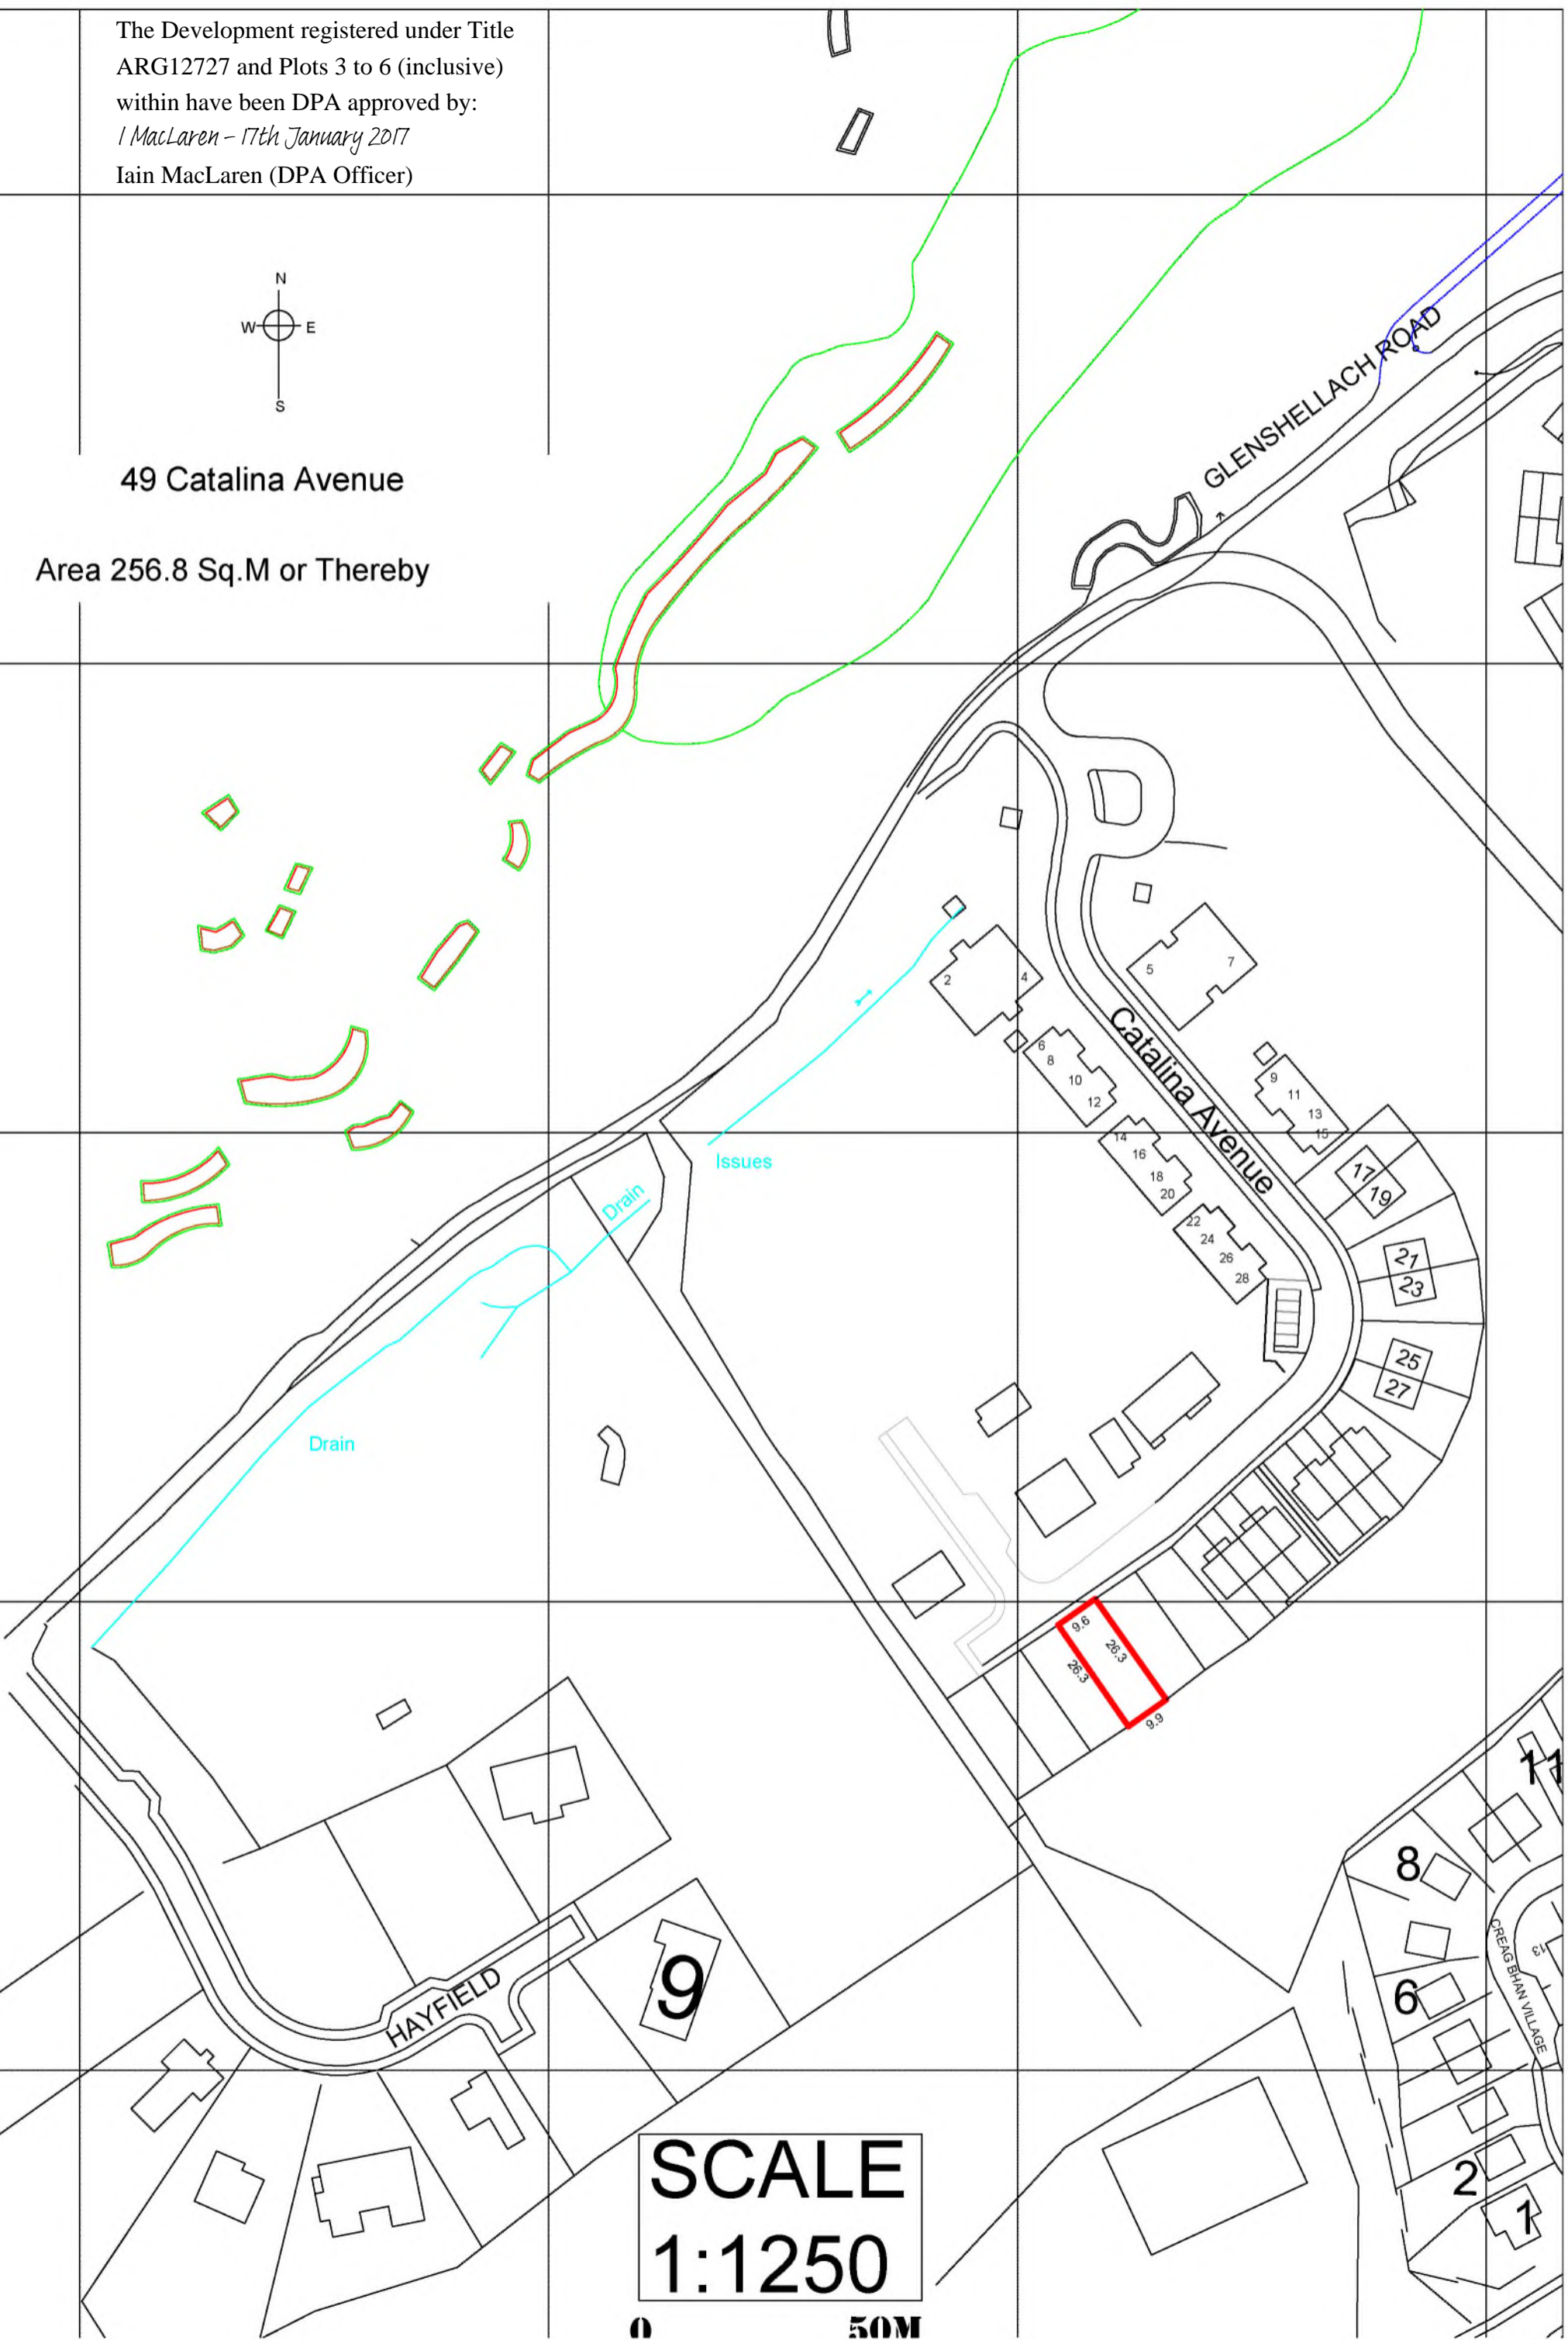 The Development registered under Title
ARG12727 and Plots 3 to 6 (inclusive)
within have been DPA approved by:
I MacLaren - 17th January 2017
Iain MacLaren (DPA Officer)
N
W E
S
GLENSHELLACH ROAD
49 Catalina Avenue
Area 256.8 Sq.M or Thereby
2
4
5
7
Catalina Avenue
6
8
10
12
9
11
13
15
14
16
18
20
17
19
22
24
26
28
21
23
25
27
Issues
Drain
Drain
9.6
26.3
26.3
9.9
11
8
6
CREAG BHAN VILLAGE
13
2
1
HAYFIELD
9
SCALE
1:1250
0 50M